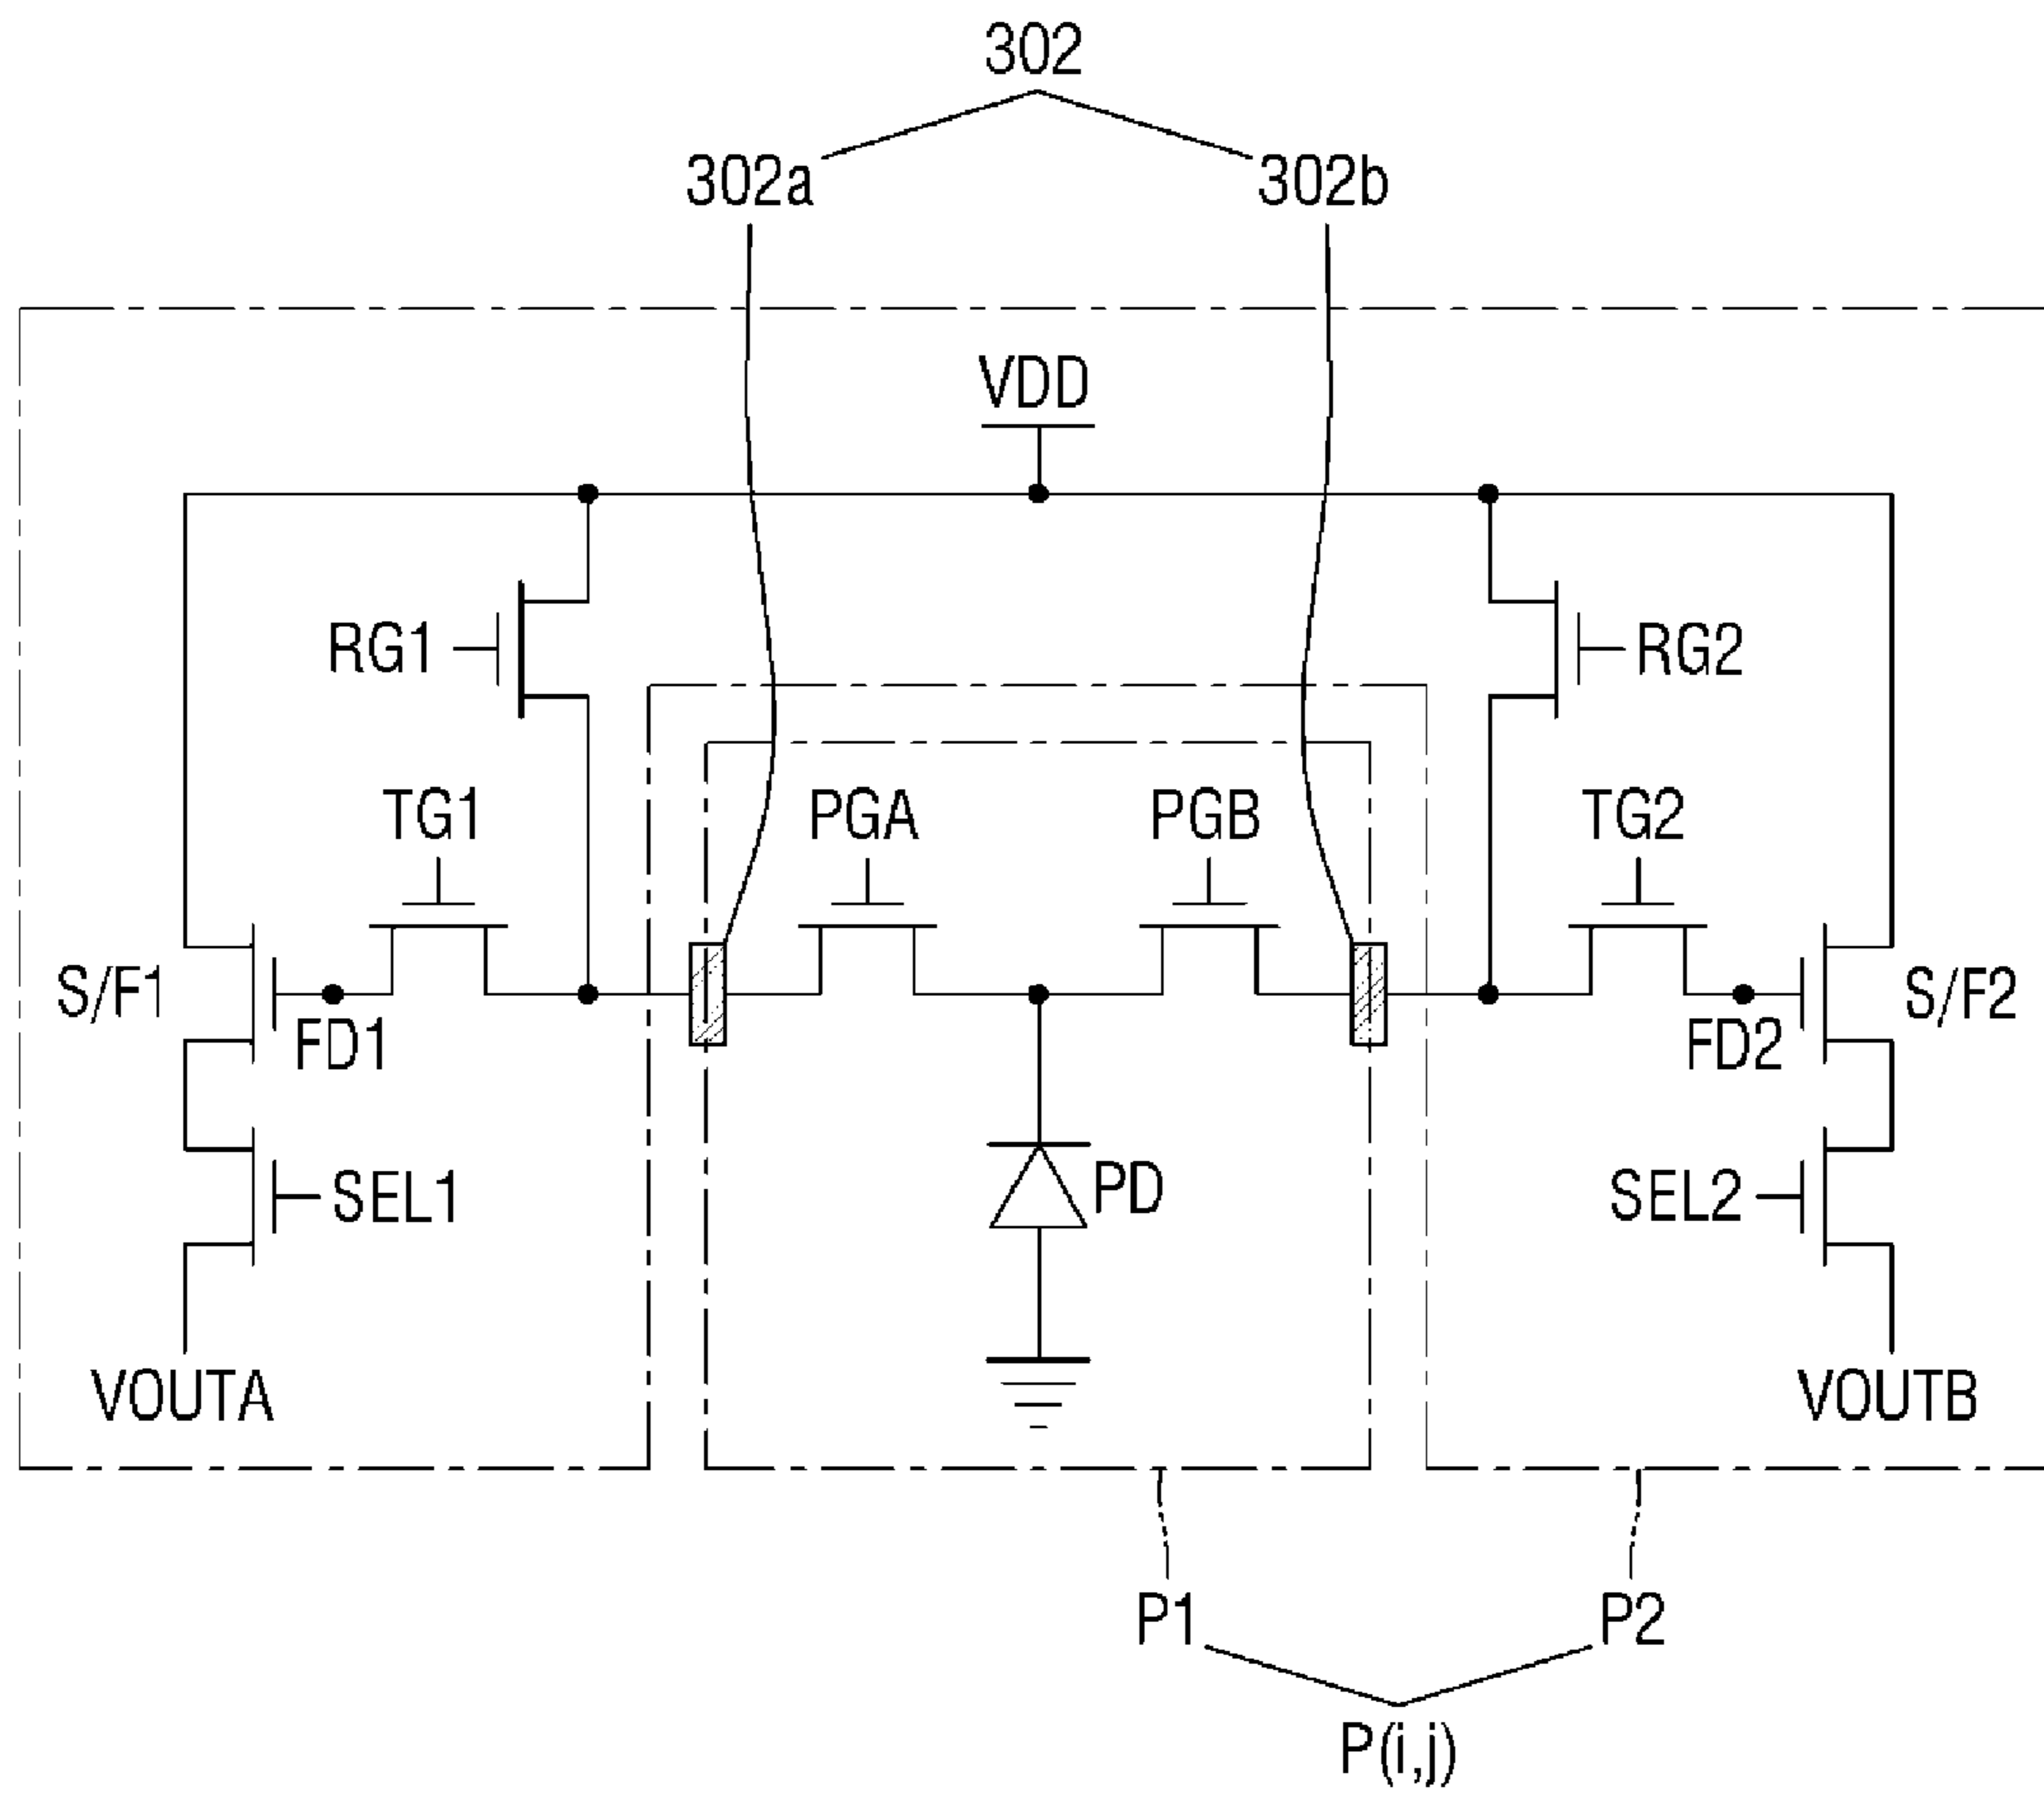 302
302a 302b
VDD
RG1 RG2
TG1 PGA PGB TG2
S/F1 S/F2
FD1 FD2
SEL1 PD SEL2
VOUTA VOUTB
P1 P2
P(i,j)